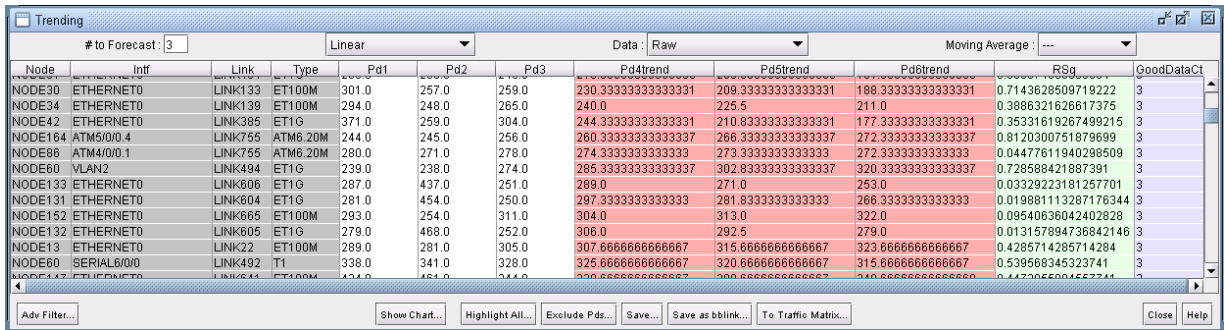 Trending
# to Forecast : 3 Linear Data : Raw Moving Average : ---
Node Intf Link Type Pd1 Pd2 Pd3 Pd4trend Pd5trend Pd6trend RSq GoodDataCt
NODE30 ETHERNET0 LINK133 ET100M 301.0 257.0 259.0 230.33333333333331 209.33333333333331 188.33333333333331 0.7143628509719222 3
NODE34 ETHERNET0 LINK139 ET100M 294.0 248.0 265.0 240.0 225.5 211.0 0.3886321626617375 3
NODE42 ETHERNET0 LINK385 ET1G 371.0 259.0 304.0 244.33333333333331 210.83333333333331 177.33333333333331 0.35331619267499215 3
NODE164 ATM5/0/0.4 LINK755 ATM6.20M 244.0 245.0 256.0 260.33333333333337 266.33333333333337 272.33333333333337 0.8120300751879699 3
NODE86 ATM4/0/0.1 LINK755 ATM6.20M 280.0 271.0 278.0 274.3333333333333 273.3333333333333 272.3333333333333 0.04477611940298509 3
NODE60 VLAN2 LINK494 ET1G 239.0 238.0 274.0 285.33333333333337 302.83333333333337 320.33333333333337 0.728588421887391 3
NODE133 ETHERNET0 LINK606 ET1G 287.0 437.0 251.0 289.0 271.0 253.0 0.03329223181257701 3
NODE131 ETHERNET0 LINK604 ET1G 281.0 454.0 250.0 297.3333333333333 281.8333333333333 266.3333333333333 0.019881113287176344 3
NODE152 ETHERNET0 LINK665 ET100M 293.0 254.0 311.0 304.0 313.0 322.0 0.09540636042402828 3
NODE132 ETHERNET0 LINK605 ET1G 279.0 468.0 252.0 306.0 292.5 279.0 0.013157894736842146 3
NODE13 ETHERNET0 LINK22 ET100M 289.0 281.0 305.0 307.6666666666667 315.6666666666667 323.6666666666667 0.4285714285714284 3
NODE60 SERIAL6/0/0 LINK492 T1 338.0 341.0 328.0 325.6666666666667 320.6666666666667 315.6666666666667 0.539568345323741 3
Adv Filter... Show Chart... Highlight All... Exclude Pds... Save... Save as bblink... To Traffic Matrix... Close Help